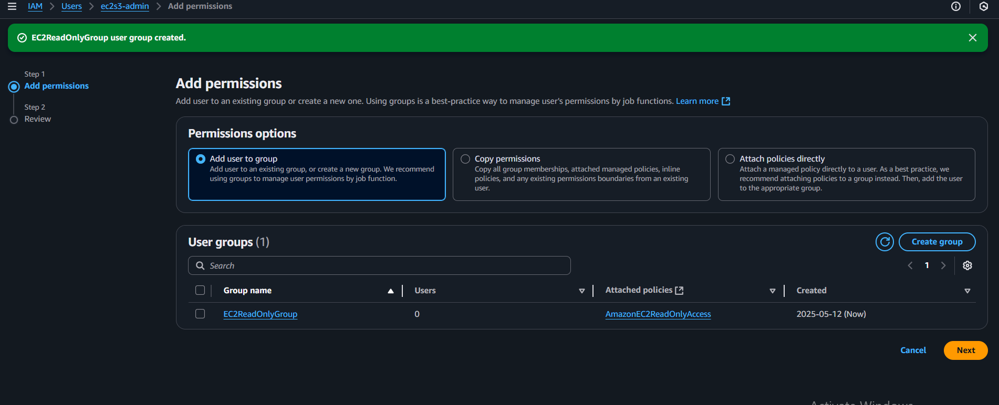 IAM > Users > ec2s3-admin > Add permissions
EC2ReadOnlyGroup user group created.
Step 1
Add permissions
Step 2
Review
Add permissions
Add user to an existing group or create a new one. Using groups is a best-practice way to manage user's permissions by job functions. Learn more
Permissions options
Add user to group
Add user to an existing group, or create a new group. We recommend
using groups to manage user permissions by job function.
Copy permissions
Copy all group memberships, attached managed policies, inline
policies, and any existing permissions boundaries from an existing
user.
Attach policies directly
Attach a managed policy directly to a user. As a best practice, we
recommend attaching policies to a group instead. Then, add the user
to the appropriate group.
User groups (1)
Create group
Search
1
Group name Users Attached policies Created
EC2ReadOnlyGroup 0 AmazonEC2ReadOnlyAccess 2025-05-12 (Now)
Cancel Next
Activate Windows